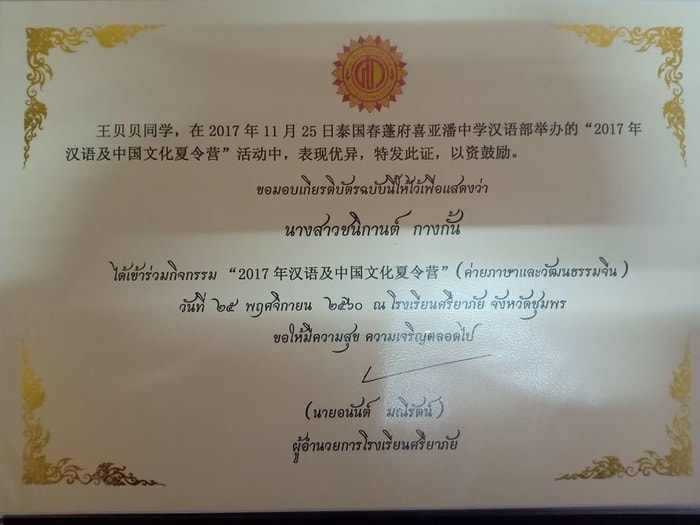 王贝贝同学，在 2017 年 11 月 25 日泰国春蓬府喜亚潘中学汉语部举办的“2017 年
汉语及中国文化夏令营”活动中，表现优异，特发此证，以资鼓励。
ขอมอบเกียรติบัตรฉบับนี้ให้ไว้เพื่อแสดงว่า
นางสาวชนิกานต์ กางกั้น
ได้เข้าร่วมกิจกรรม “2017 年汉语及中国文化夏令营” (ค่ายภาษาและวัฒนธรรมจีน)
วันที่ ๒๕ พฤศจิกายน ๒๕๖๐ ณ โรงเรียนศรียาภัย จังหวัดชุมพร
ขอให้มีความสุข ความเจริญตลอดไป
(นายอนันต์ มณีรัตน์)
ผู้อำนวยการโรงเรียนศรียาภัย